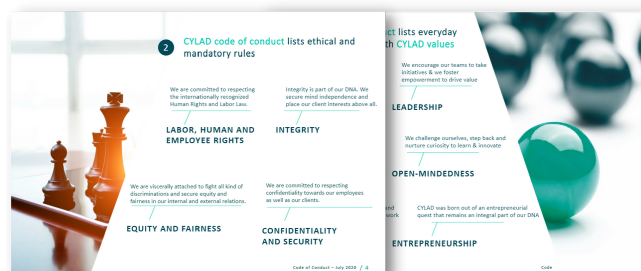 2
CYLAD code of conduct lists ethical and
mandatory rules
We are committed to respecting
the internationally recognized
Human Rights and Labor Law.
LABOR, HUMAN AND
EMPLOYEE RIGHTS
Integrity is part of our DNA. We
secure mind independence and
place our client interests above all.
INTEGRITY
We are viscerally attached to fight all kind of
discriminations and secure equity and
fairness in our internal and external relations.
EQUITY AND FAIRNESS
We are committed to respecting
confidentiality towards our employees
as well as our clients.
CONFIDENTIALITY
AND SECURITY
Code of Conduct – July 2020 / 4
ct lists everyday
th CYLAD values
We encourage our teams to take
initiatives & we foster
empowerment to drive value
LEADERSHIP
We challenge ourselves, step back and
nurture curiosity to learn & innovate
OPEN-MINDEDNESS
and
work
CYLAD was born out of an entrepreneurial
quest that remains an integral part of our DNA
ENTREPRENEURSHIP
Code